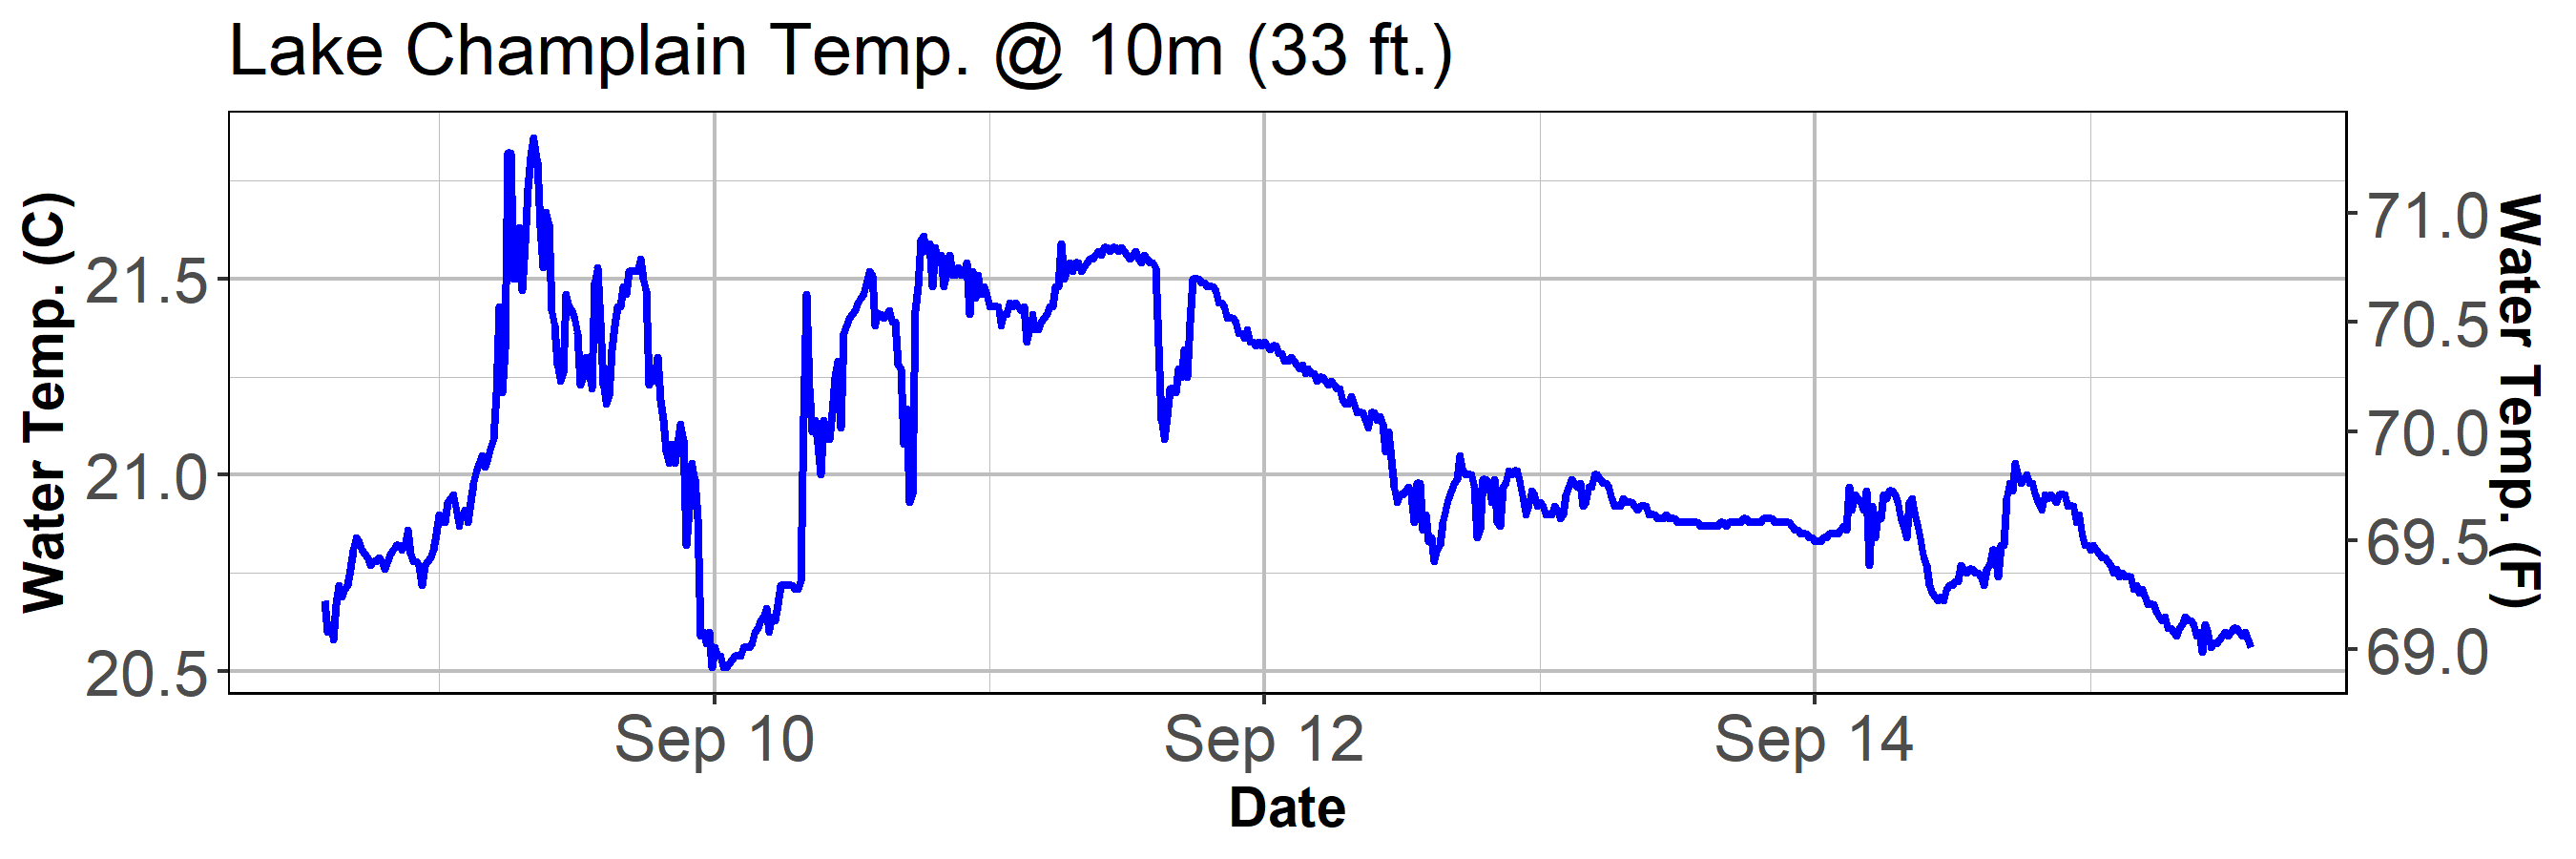 Lake Champlain Temp. @ 10m (33 ft.)
Water Temp. (C)
21.5
21.0
20.5
71.0
70.5
70.0
69.5
69.0
Water Temp. (F)
Sep 10 Sep 12 Sep 14
Date